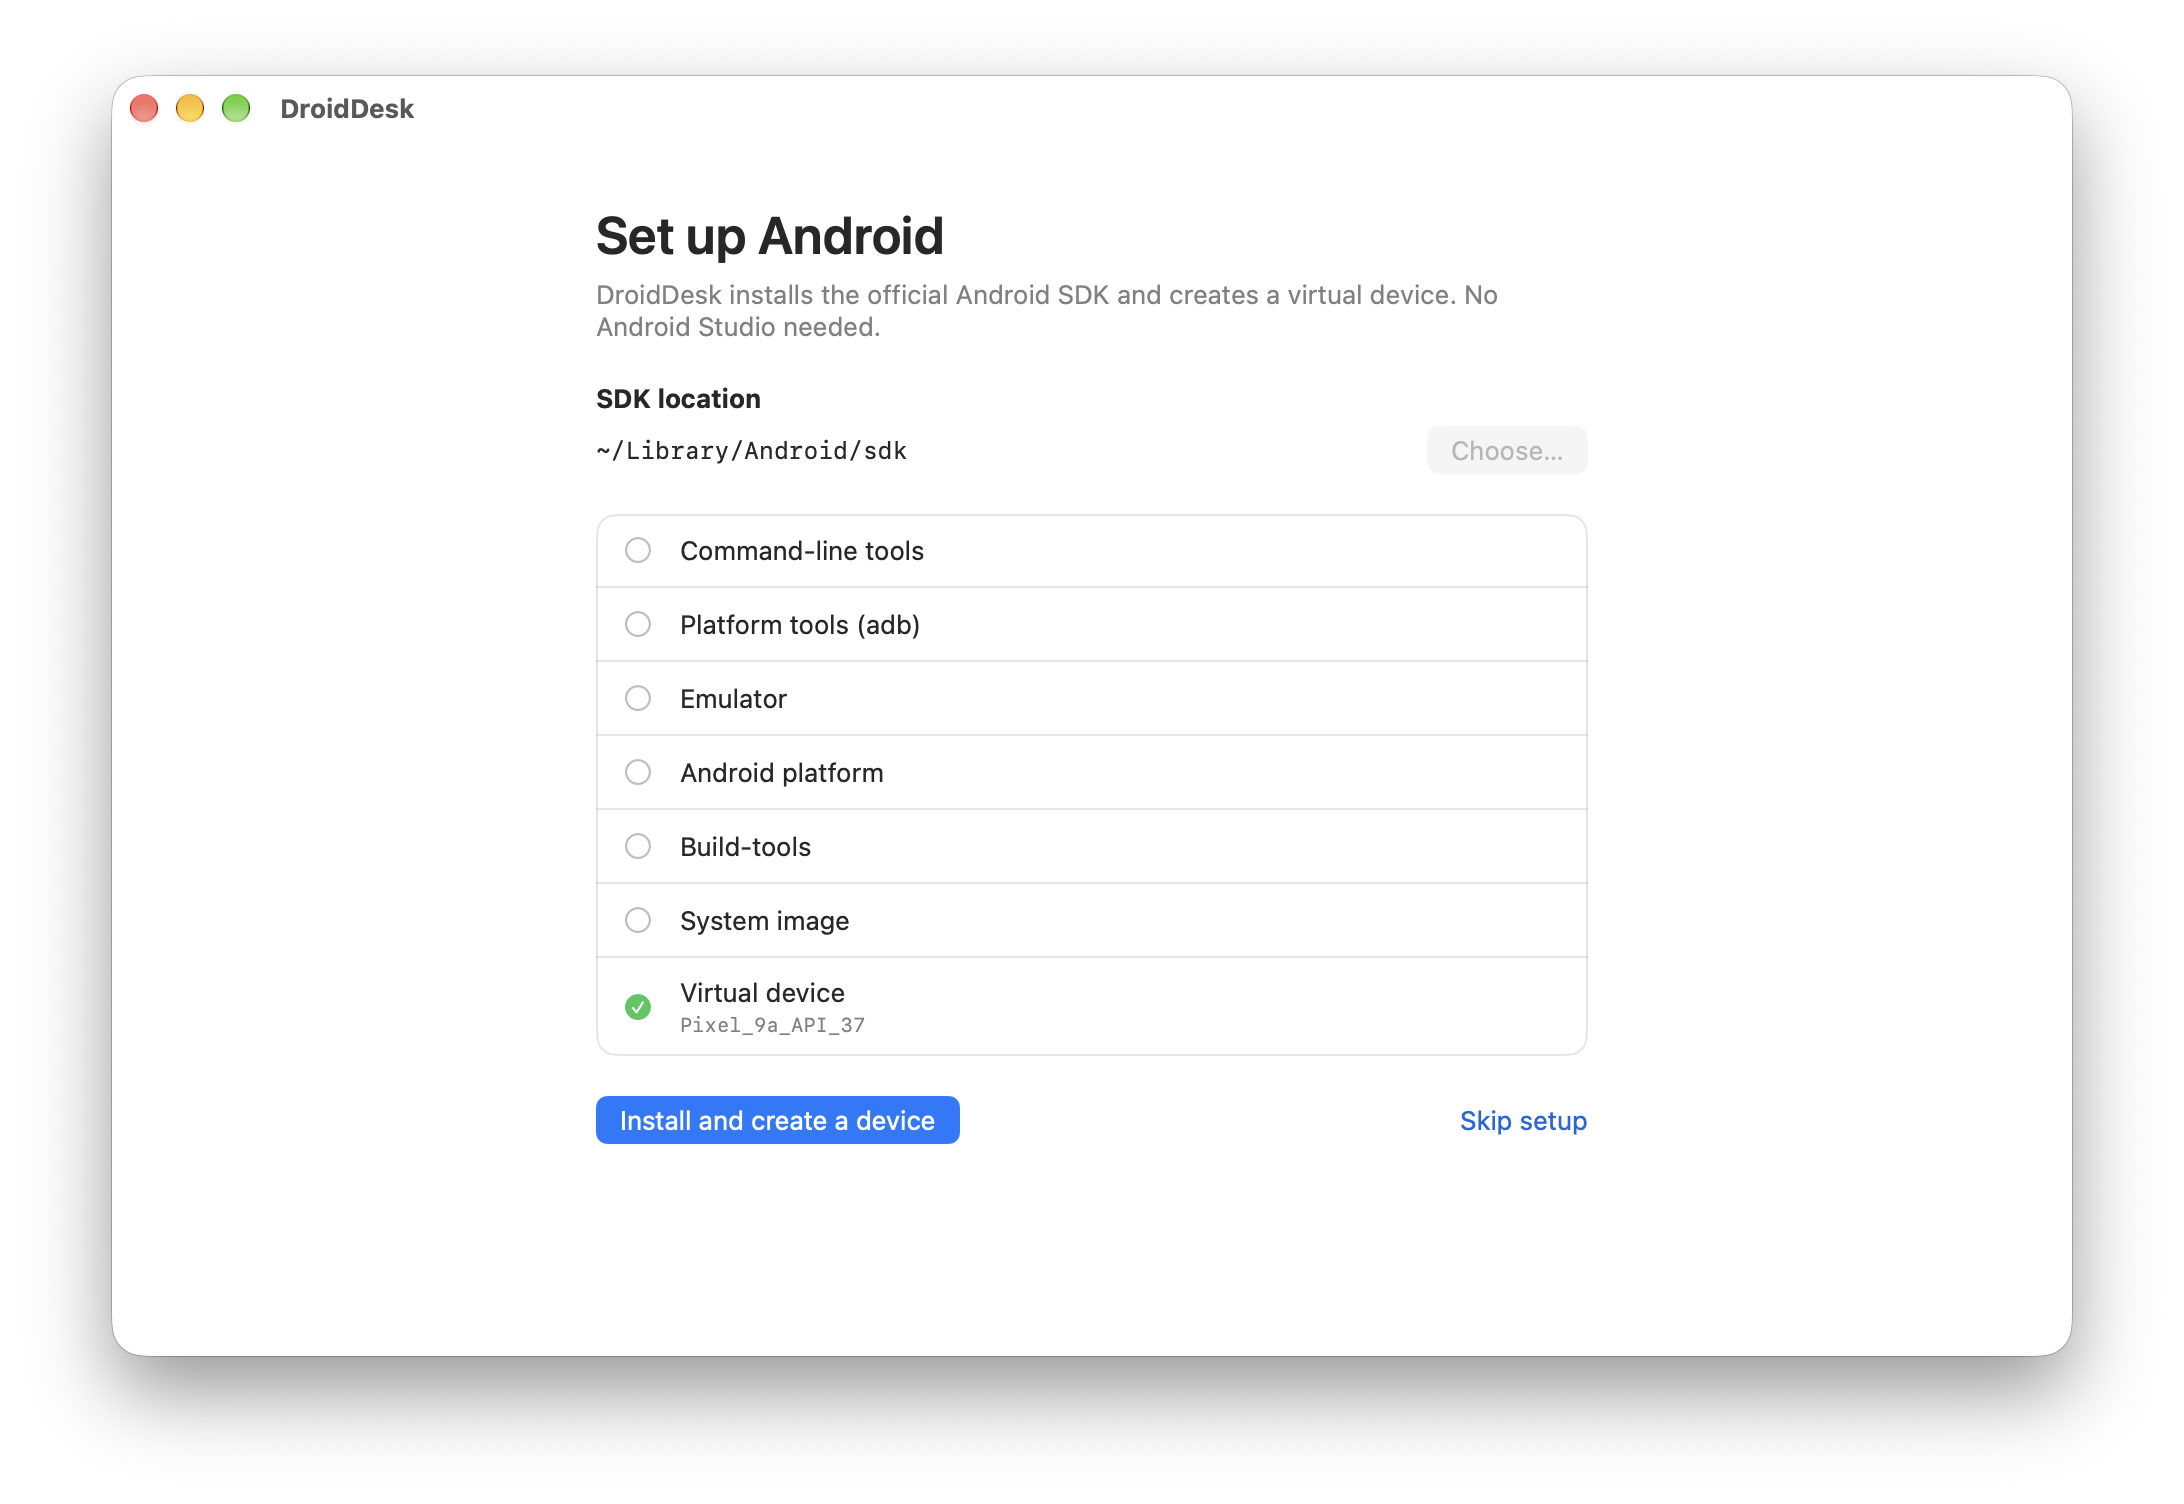 DroidDesk
Set up Android
DroidDesk installs the official Android SDK and creates a virtual device. No
Android Studio needed.
SDK location
~/Library/Android/sdk
Choose...
Command-line tools
Platform tools (adb)
Emulator
Android platform
Build-tools
System image
Virtual device
Pixel_9a_API_37
Install and create a device
Skip setup